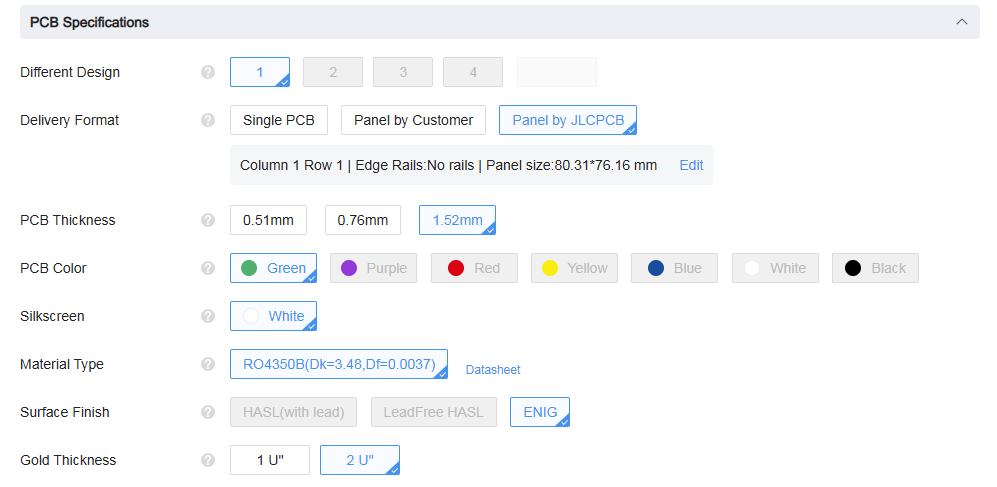 PCB Specifications
Different Design ? 1 2 3 4
Delivery Format ? Single PCB Panel by Customer Panel by JLCPCB
Column 1 Row 1 | Edge Rails:No rails | Panel size:80.31*76.16 mm Edit
PCB Thickness ? 0.51mm 0.76mm 1.52mm
PCB Color ? Green Purple Red Yellow Blue White Black
Silkscreen ? White
Material Type ? RO4350B(Dk=3.48,Df=0.0037) Datasheet
Surface Finish ? HASL(with lead) LeadFree HASL ENIG
Gold Thickness ? 1 U" 2 U"